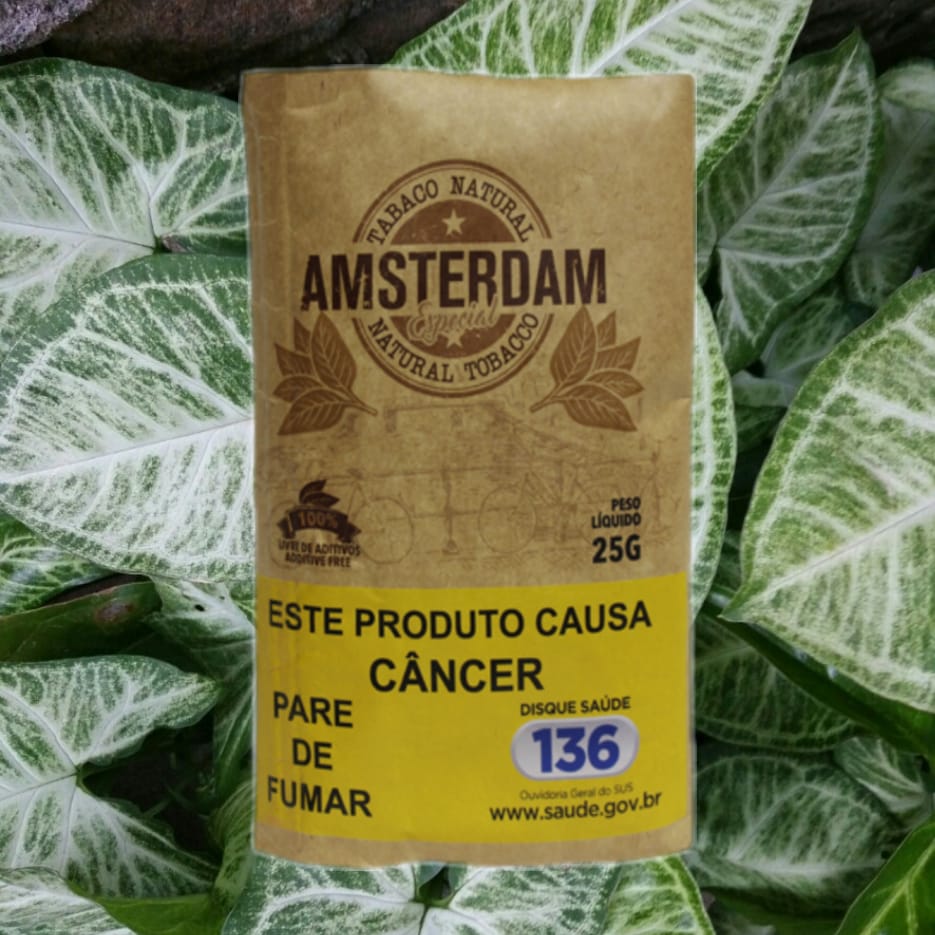 TABACO NATURAL
AMSTERDAM
Especial
NATURAL TOBACCO
100%
LIVRE DE ADITIVOS
ADDITIVE FREE
PESO
LÍQUIDO
25G
ESTE PRODUTO CAUSA
CÂNCER
PARE
DE
FUMAR
DISQUE SAÚDE
136
Ouvidoria Geral do SUS
www.saude.gov.br